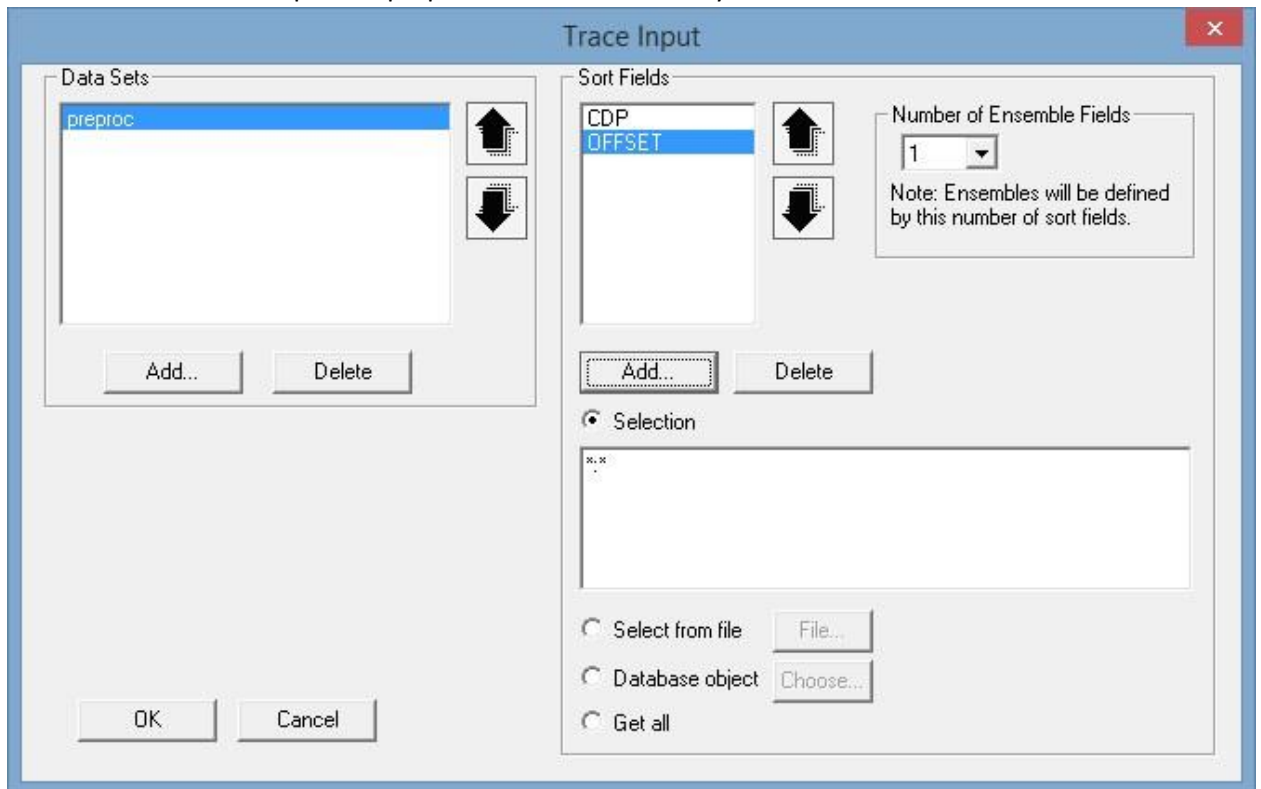 Trace Input
Data Sets
preproc
Add...
Delete
OK
Cancel
Sort Fields
CDP
OFFSET
Number of Ensemble Fields
1
Note: Ensembles will be defined
by this number of sort fields.
Add...
Delete
Selection
*:*
Select from file
File...
Database object
Choose...
Get all